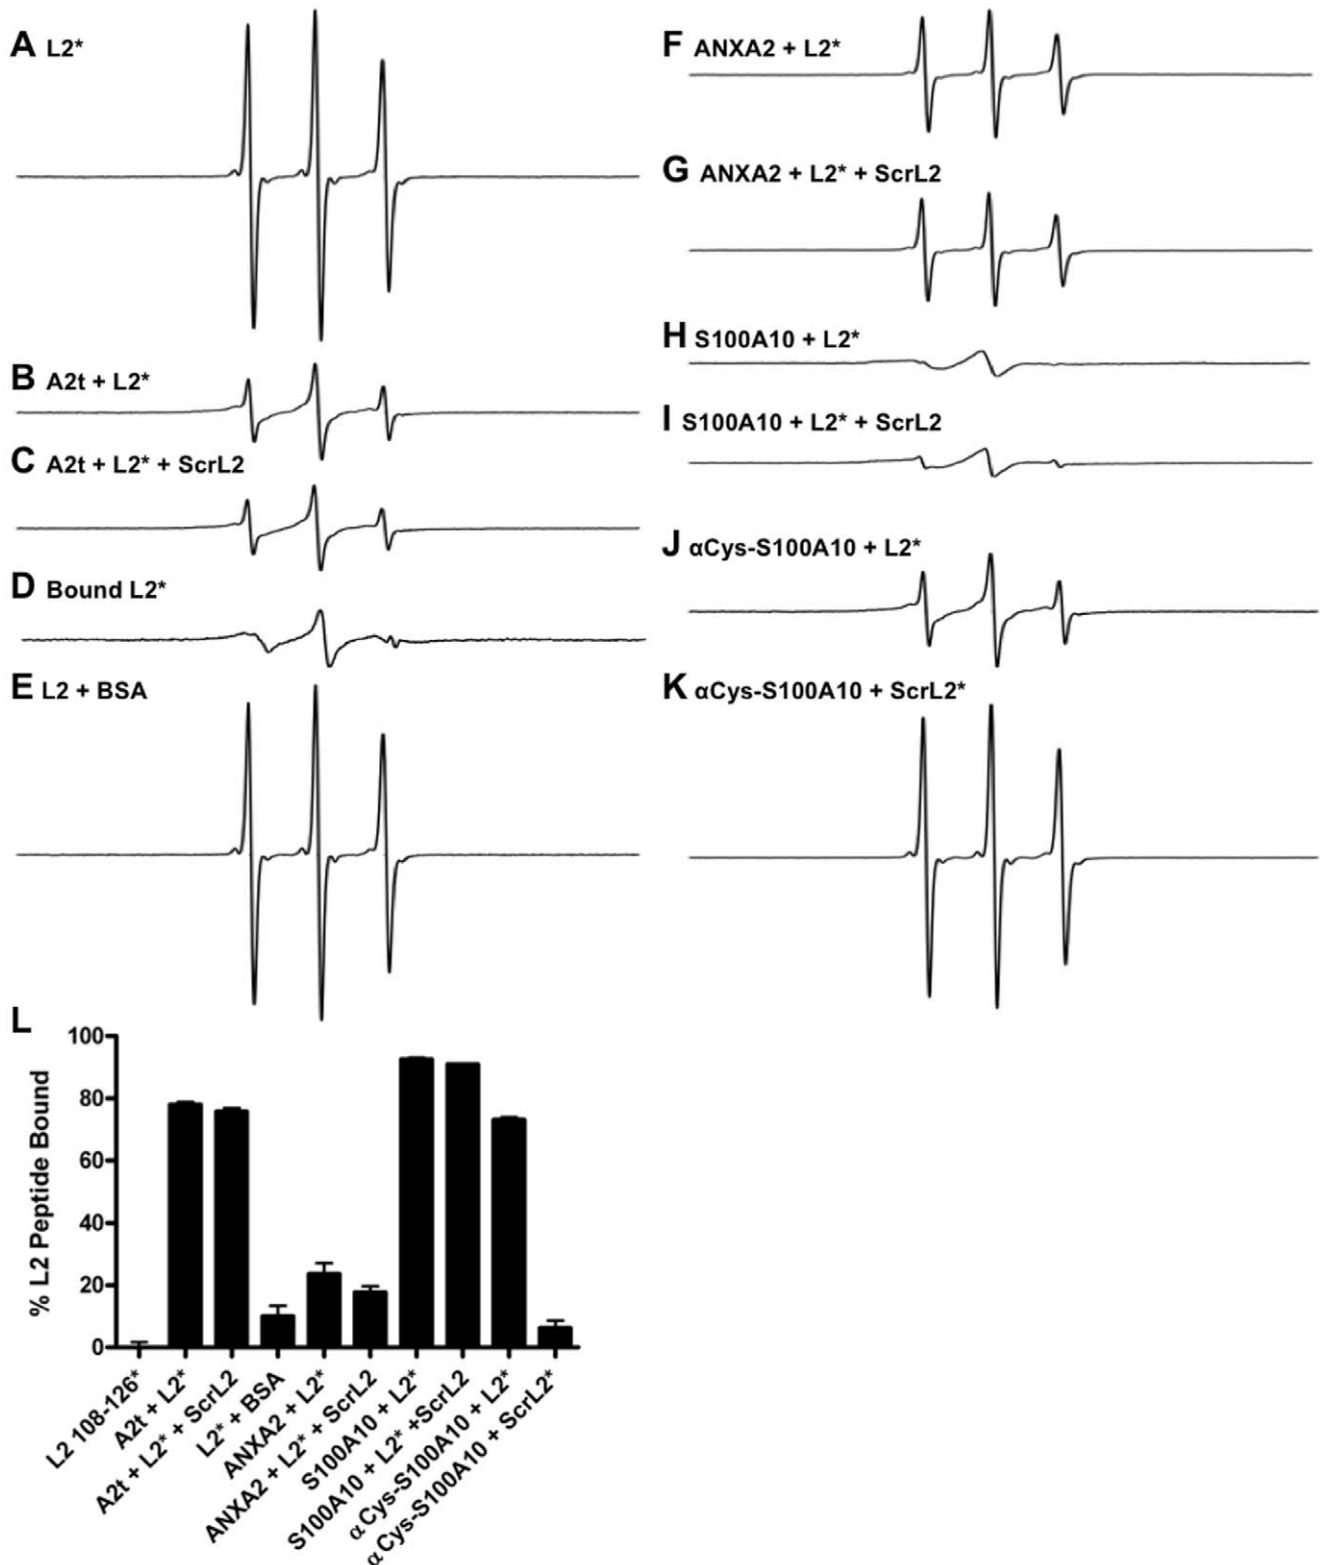 A L2*
B A2t + L2*
C A2t + L2* + ScrL2
D Bound L2*
E L2 + BSA
F ANXA2 + L2*
G ANXA2 + L2* + ScrL2
H S100A10 + L2*
I S100A10 + L2* + ScrL2
J αCys-S100A10 + L2*
K αCys-S100A10 + ScrL2*
L
% L2 Peptide Bound
100
80
60
40
20
0
L2 108-126*
A2t + L2*
A2t + L2* + ScrL2
L2* + BSA
ANXA2 + L2*
ANXA2 + L2* + ScrL2
S100A10 + L2*
S100A10 + L2* +ScrL2
αCys-S100A10 + L2*
αCys-S100A10 + ScrL2*